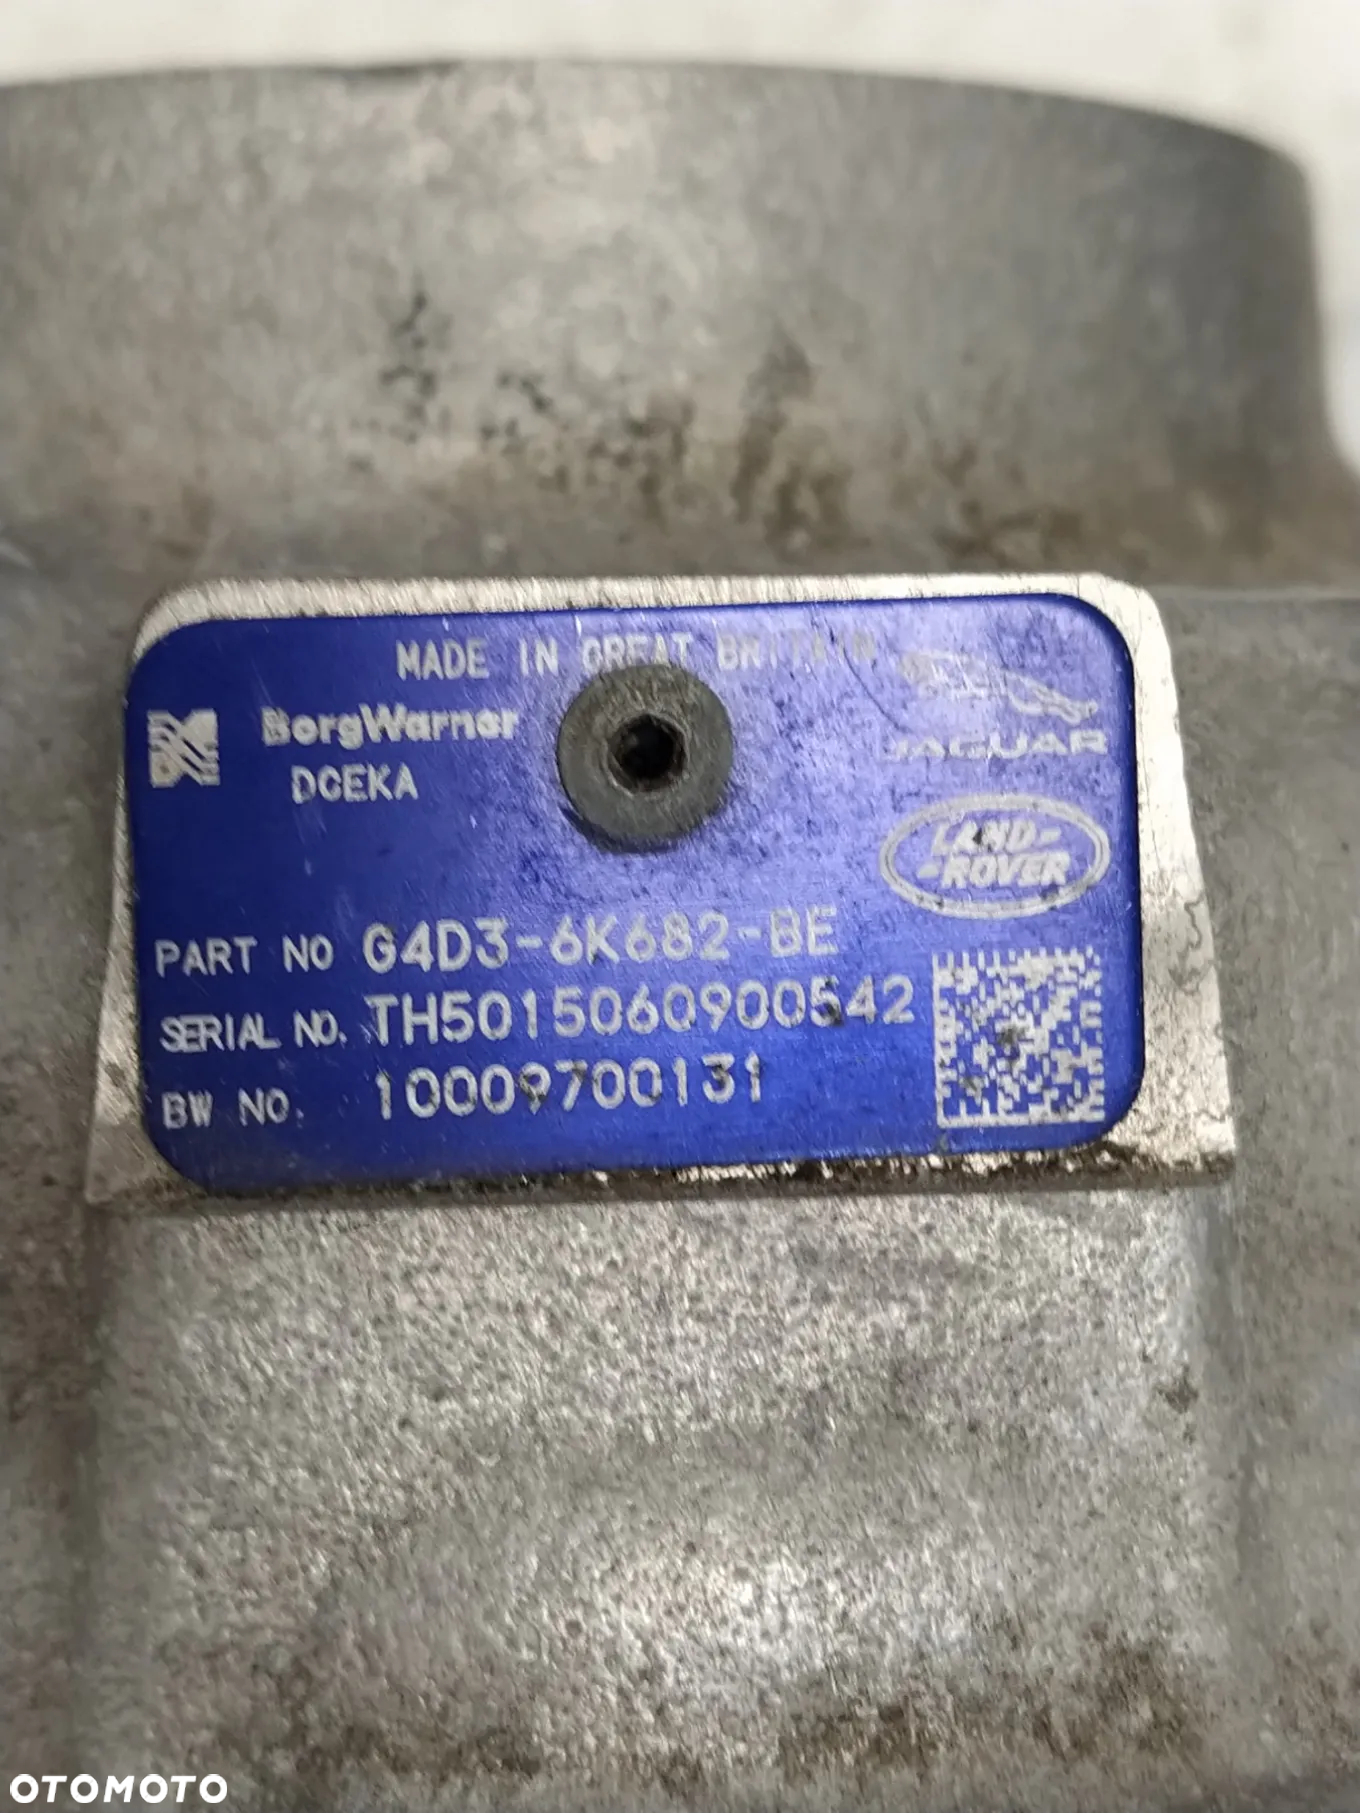 MADE IN GREAT BRITAIN
BorgWarner
DCEKA
JAGUAR
LAND-
-ROVER
PART NO G4D3-6K682-BE
SERIAL NO. TH5015060900542
BW NO. 10009700131
OTOMOTO